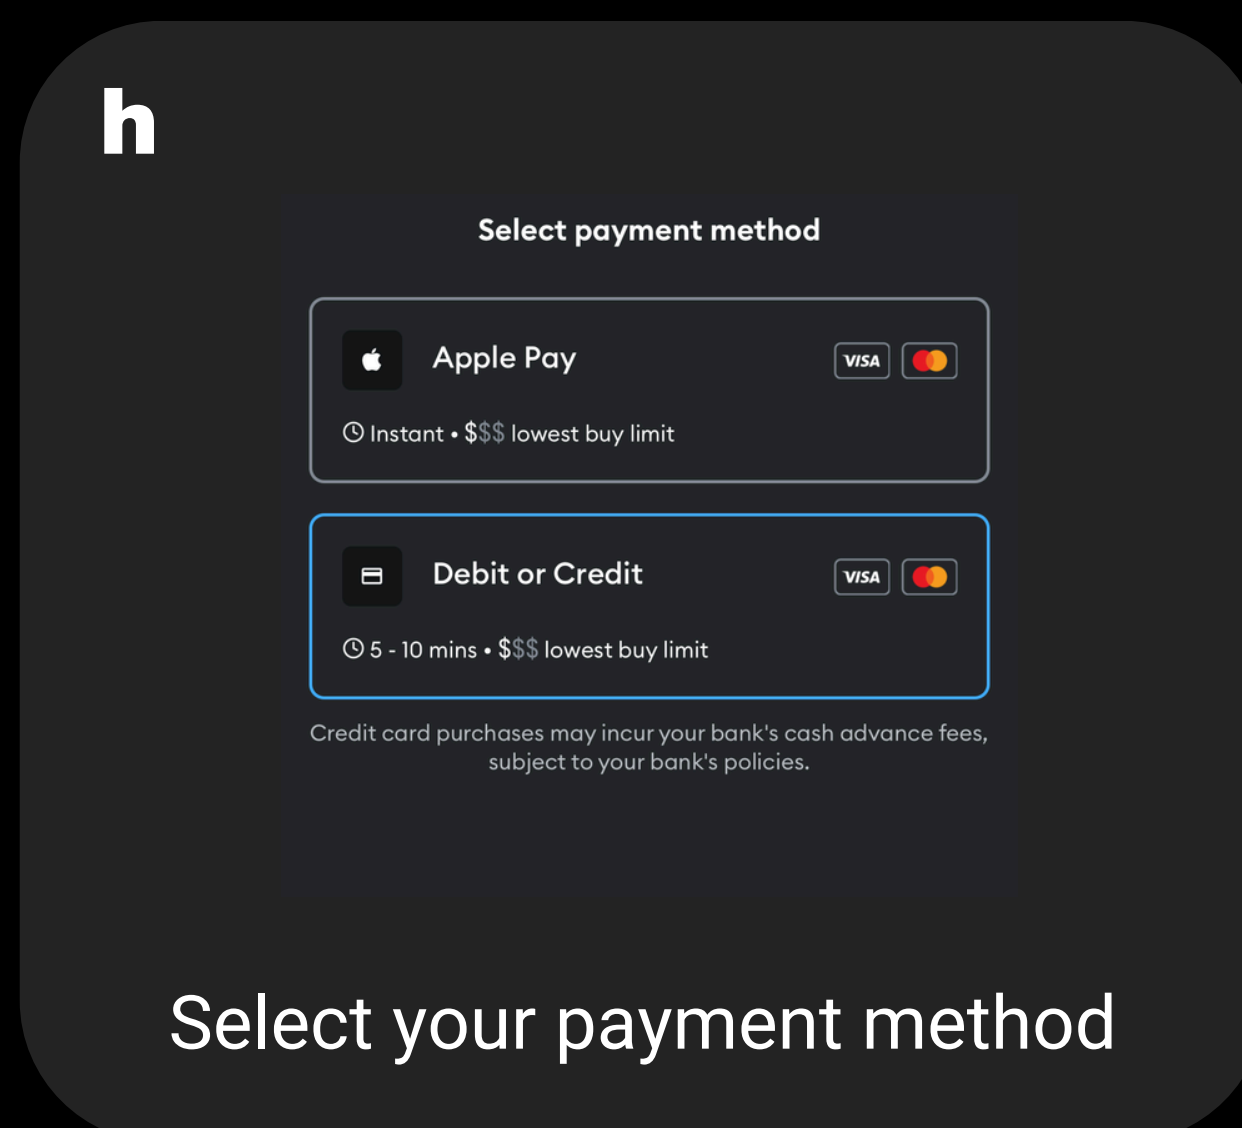 h
Select payment method
Apple Pay VISA
Instant • $$$ lowest buy limit
Debit or Credit VISA
5 - 10 mins • $$$ lowest buy limit
Credit card purchases may incur your bank's cash advance fees,
subject to your bank's policies.
Select your payment method